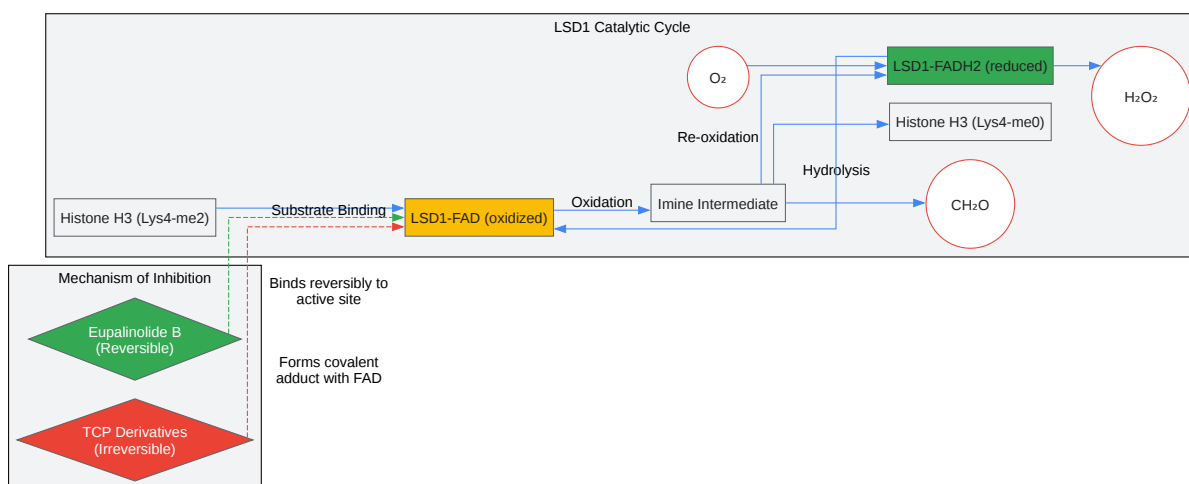 LSD1 Catalytic Cycle
O₂
LSD1-FADH2 (reduced)
H₂O₂
Histone H3 (Lys4-me0)
Re-oxidation
Hydrolysis
Histone H3 (Lys4-me2)
Substrate Binding
LSD1-FAD (oxidized)
Oxidation
Imine Intermediate
CH₂O
Mechanism of Inhibition
Binds reversibly to
active site
Eupalinolide B
(Reversible)
Forms covalent
adduct with FAD
TCP Derivatives
(Irreversible)